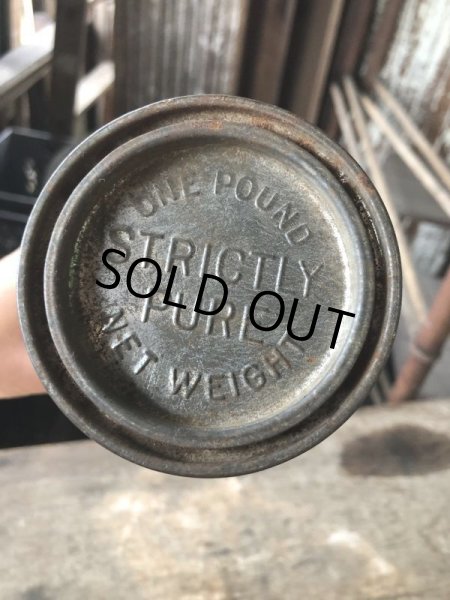 ONE POUND
STRICTLY
PURE
NET WEIGHT
SOLD OUT